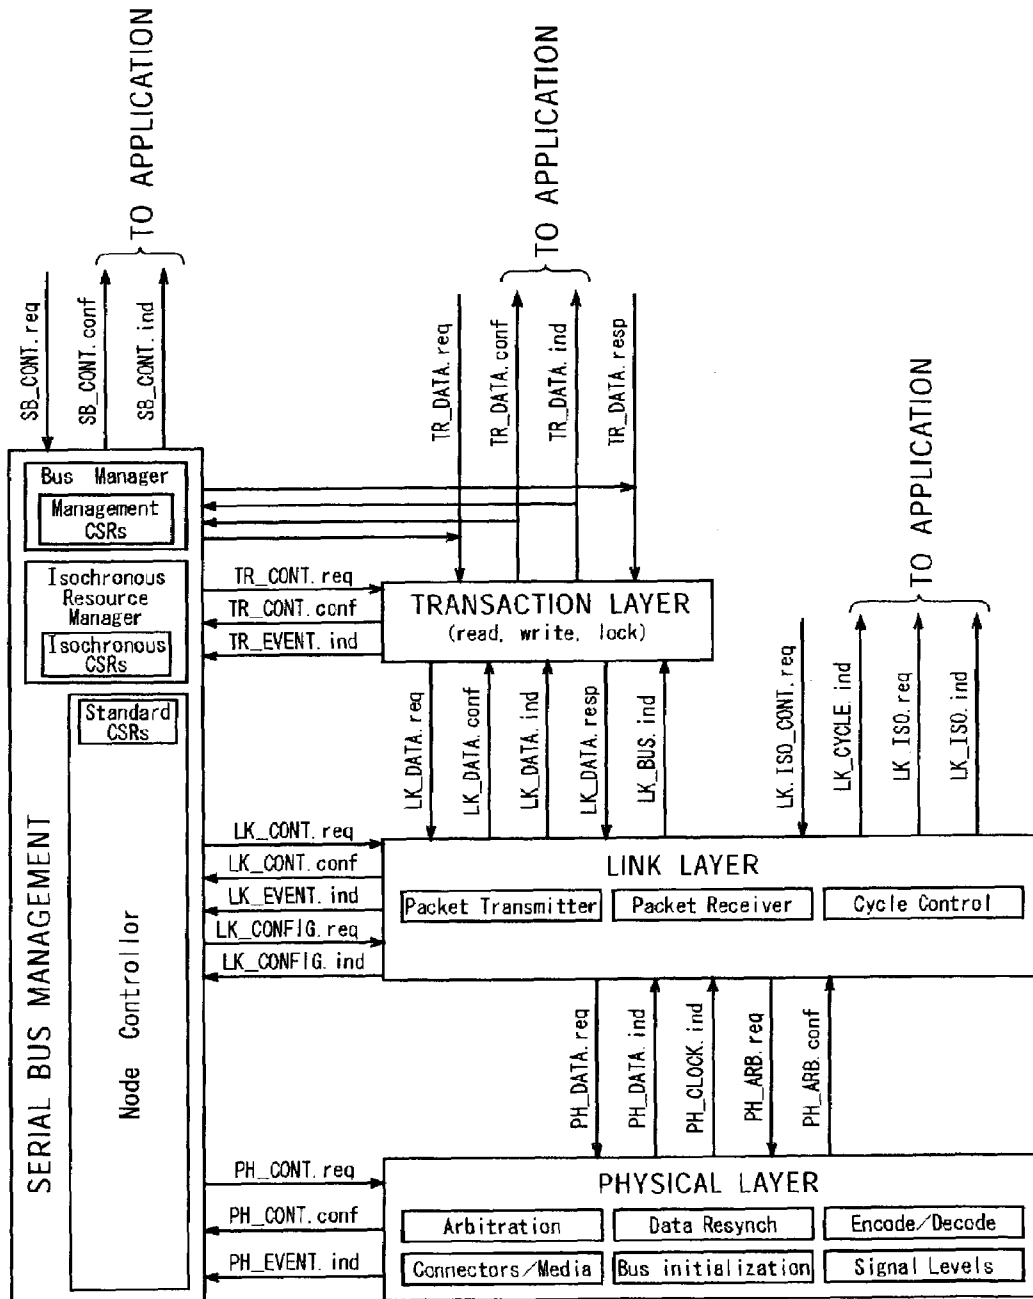 TO APPLICATION
TO APPLICATION
TO APPLICATION
SB_CONT.req
SB_CONT.conf
SB_CONT.ind
TR_DATA.req
TR_DATA.conf
TR_DATA.ind
TR_DATA.resp
SERIAL BUS MANAGEMENT
Bus Manager
Management
CSRs
Isochronous
Resource
Manager
Isochronous
CSRs
Standard
CSRs
Node Controllor
TR_CONT.req
TR_CONT.conf
TR_EVENT.ind
TRANSACTION LAYER
(read, write, lock)
LK_DATA.req
LK_DATA.conf
LK_DATA.ind
LK_DATA.resp
LK_BUS.ind
LK.ISO_CONT.req
LK_CYCLE.ind
LK_ISO.req
LK_ISO.ind
LK_CONT.req
LK_CONT.conf
LK_EVENT.ind
LK_CONFIG.req
LK_CONFIG.ind
LINK LAYER
Packet Transmitter
Packet Receiver
Cycle Control
PH_DATA.req
PH_DATA.ind
PH_CLOCK.ind
PH_ARB.req
PH_ARB.conf
PH_CONT.req
PH_CONT.conf
PH_EVENT.ind
PHYSICAL LAYER
Arbitration
Data Resynch
Encode/Decode
Connectors/Media
Bus initialization
Signal Levels